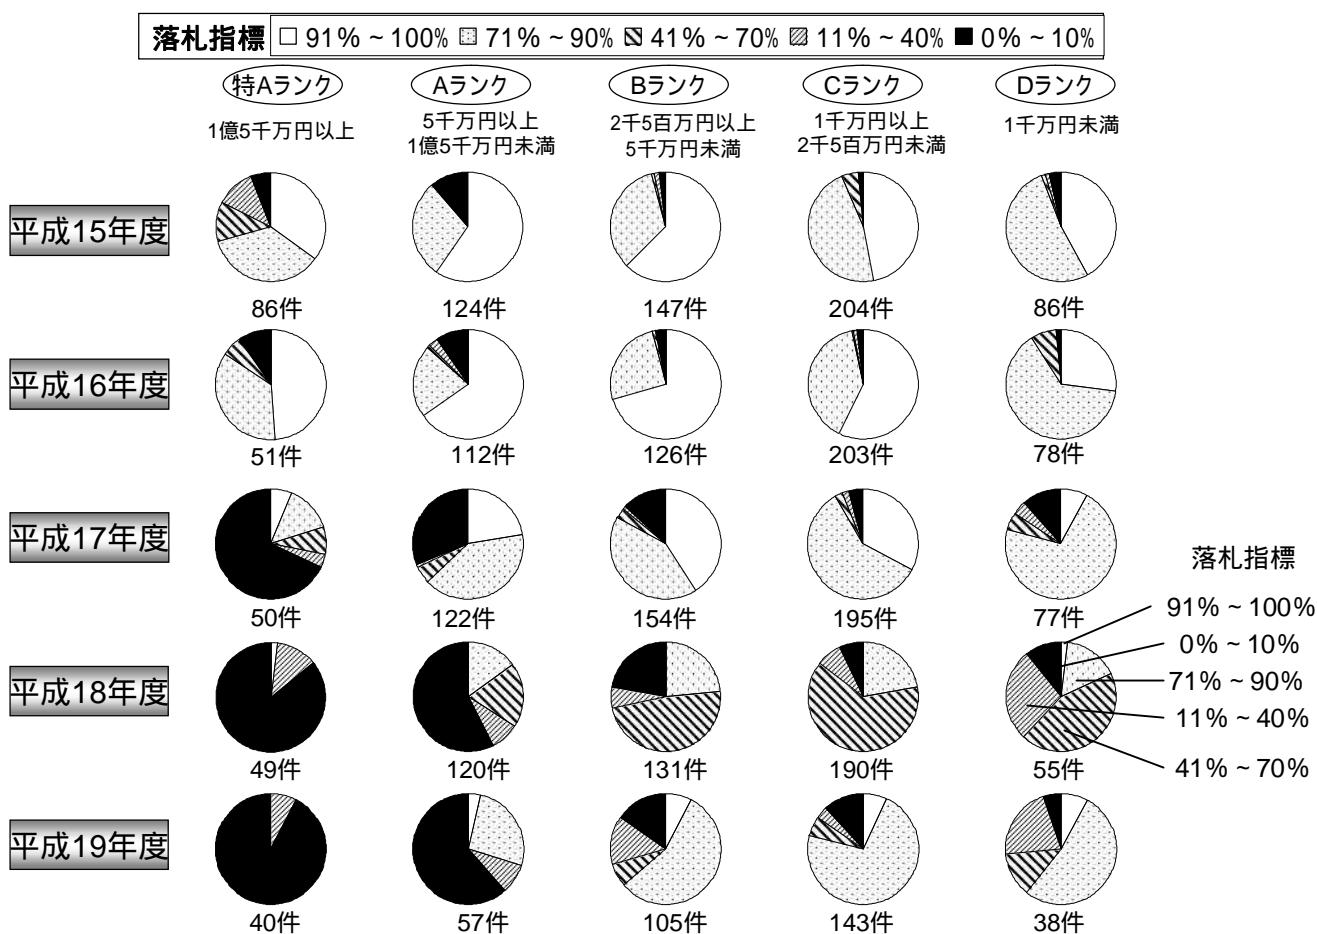 落札指標 91%~100% 71%~90% 41%~70% 11%~40% 0%~10%
特Aランク Aランク Bランク Cランク Dランク
1億5千万円以上
5千万円以上
1億5千万円未満
2千5百万円以上
5千万円未満
1千万円以上
2千5百万円未満
1千万円未満
平成15年度
86件 124件 147件 204件 86件
平成16年度
51件 112件 126件 203件 78件
平成17年度
50件 122件 154件 195件 77件
落札指標
91%~100%
0%~10%
71%~90%
11%~40%
41%~70%
平成18年度
49件 120件 131件 190件 55件
平成19年度
40件 57件 105件 143件 38件